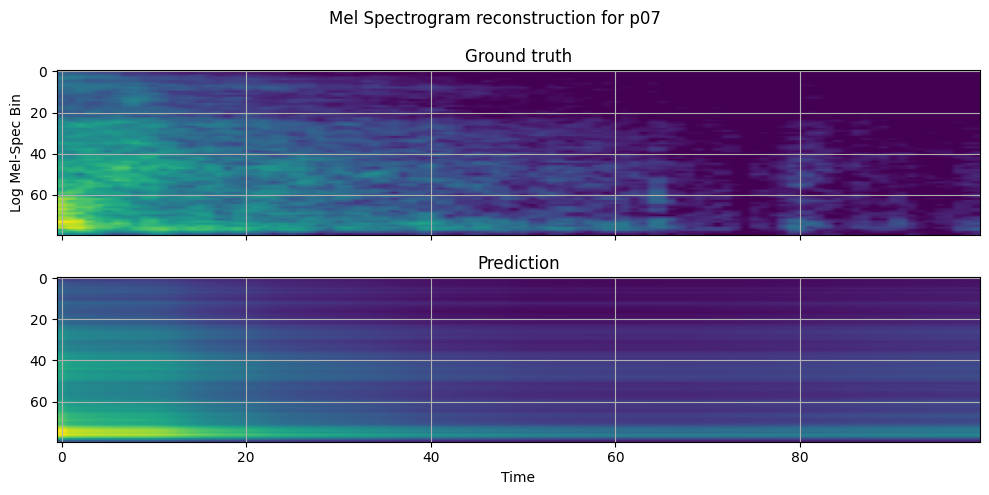 Mel Spectrogram reconstruction for p07
Ground truth
Log Mel-Spec Bin
0
20
40
60
Prediction
0
20
40
60
0 20 40 60 80
Time